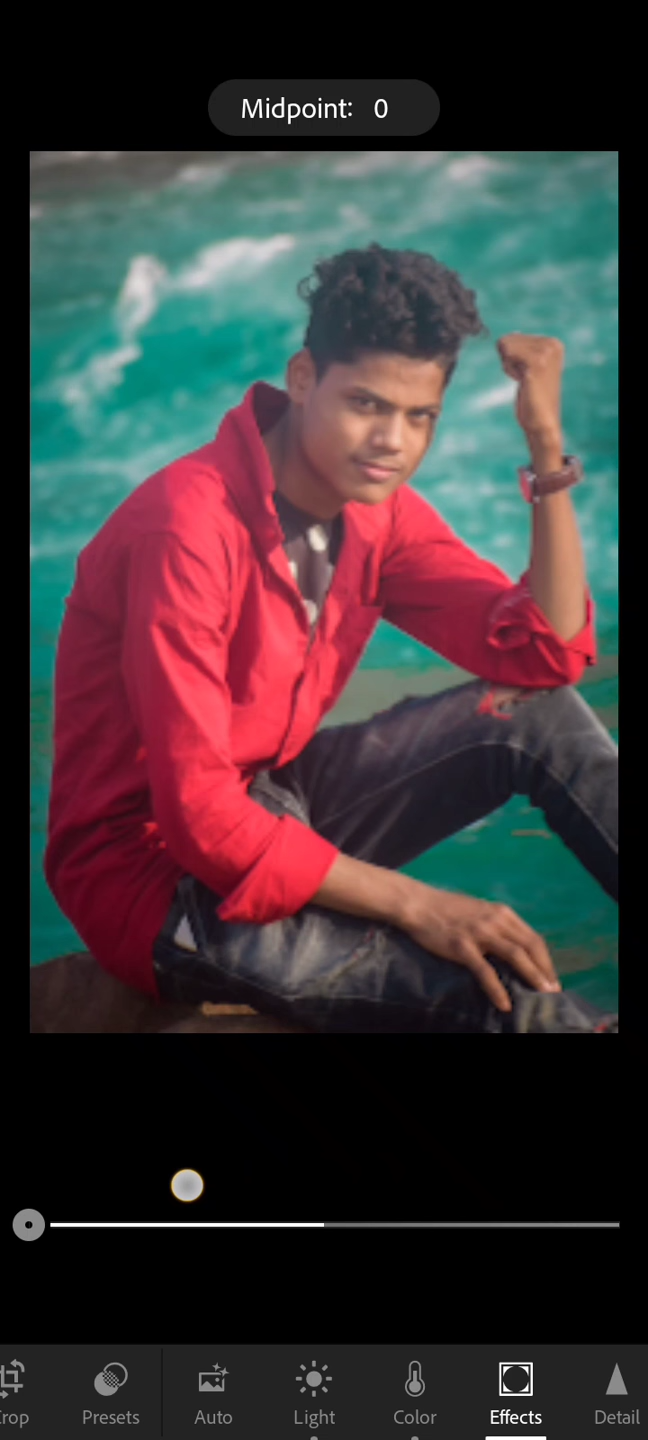 Midpoint: 0
rop
Presets
Auto
Light
Color
Effects
Detail